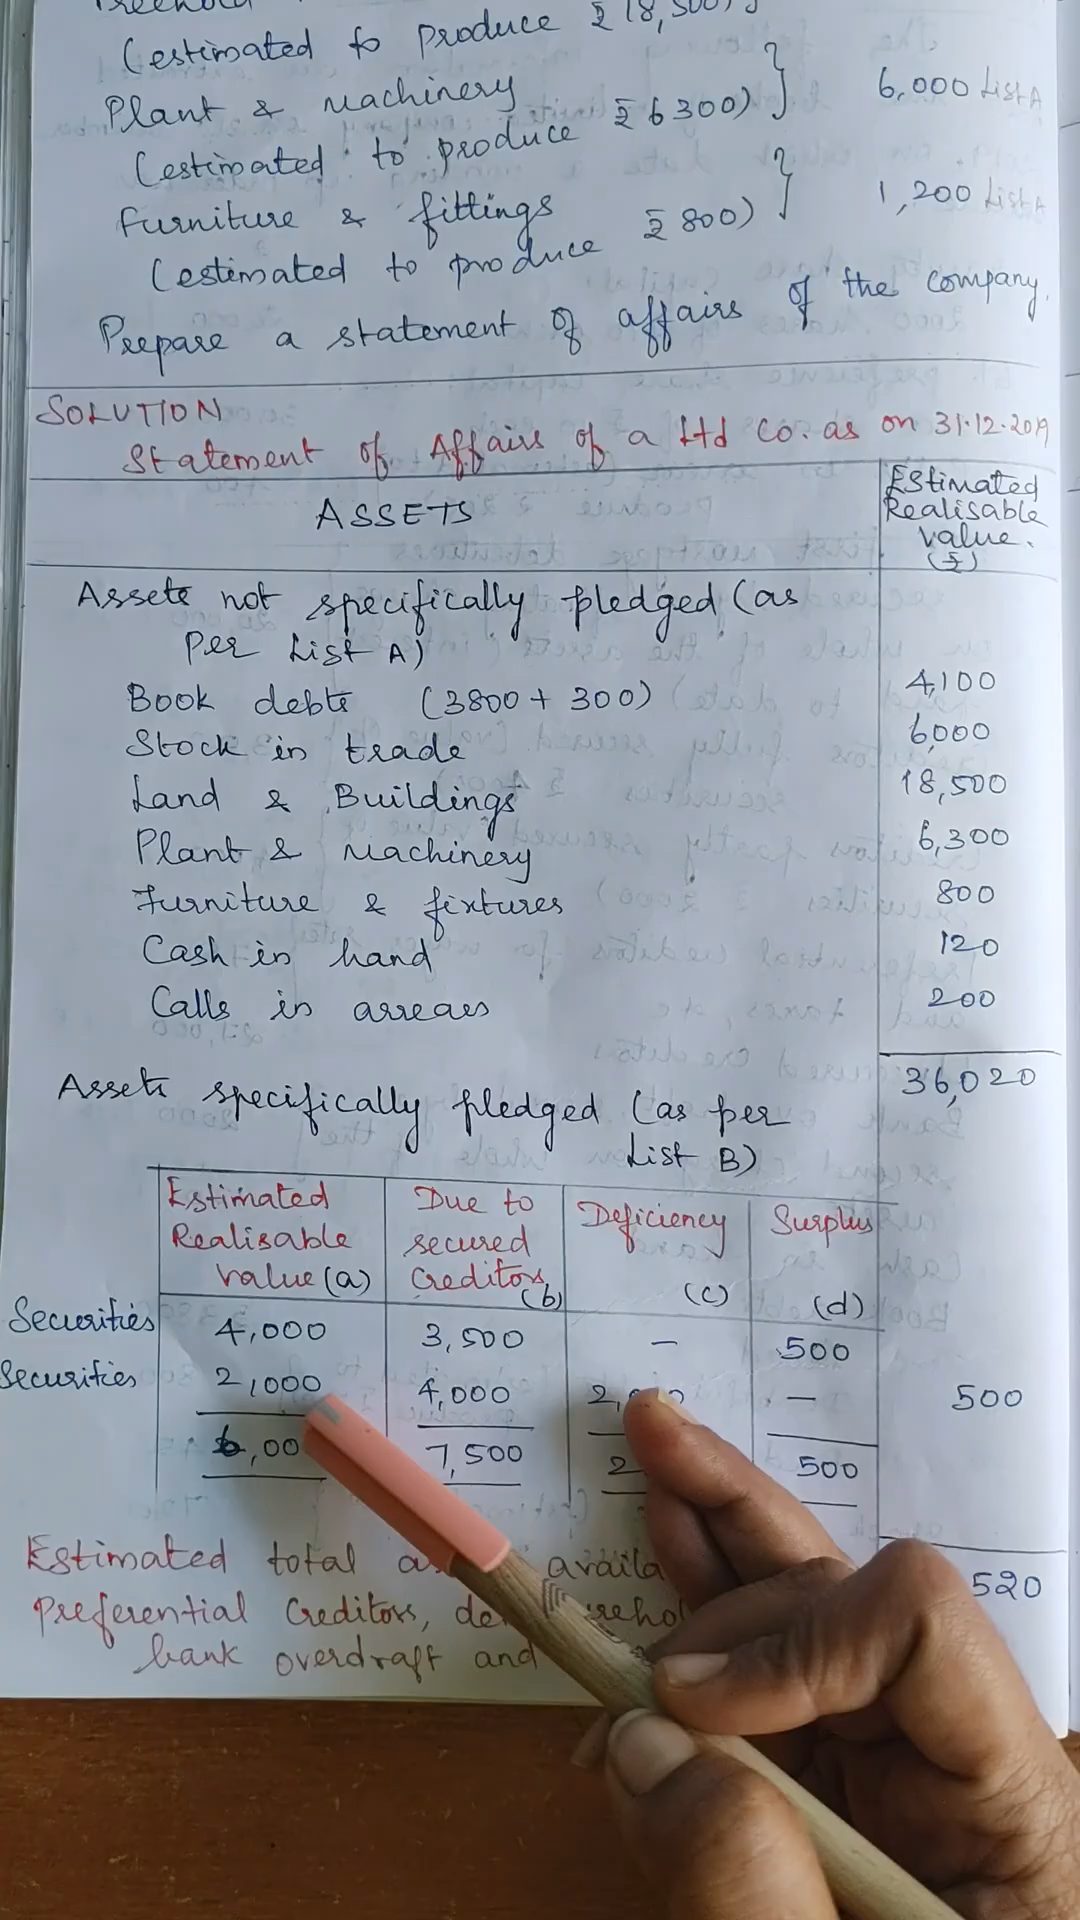 (estimated to produce ₹ 18,500)
Plant & Machinery 6,000 List A
(estimated to produce ₹ 6300)
Furniture & fittings 1,200 List A
(estimated to produce ₹ 800)
Prepare a statement of affairs of the company.
SOLUTION
Statement of Affairs of a Ltd Co. as on 31.12.2019
ASSETS Estimated Realisable value. (₹)
Assets not specifically pledged (as
Per List A)
Book debts (3800 + 300) 4,100
Stock in trade 6,000
Land & Buildings 18,500
Plant & Machinery 6,300
Furniture & fixtures 800
Cash in hand 120
Calls in arrears 200
36,020
Assets specifically pledged (as per
List B)
Estimated Realisable value (a) Due to secured Creditors (b) Deficiency (c) Surplus (d)
Securities 4,000 3,500 – 500
Securities 2,000 4,000 – 500
7,500 500
Estimated total 520
Preferential Creditors,
bank overdraft and